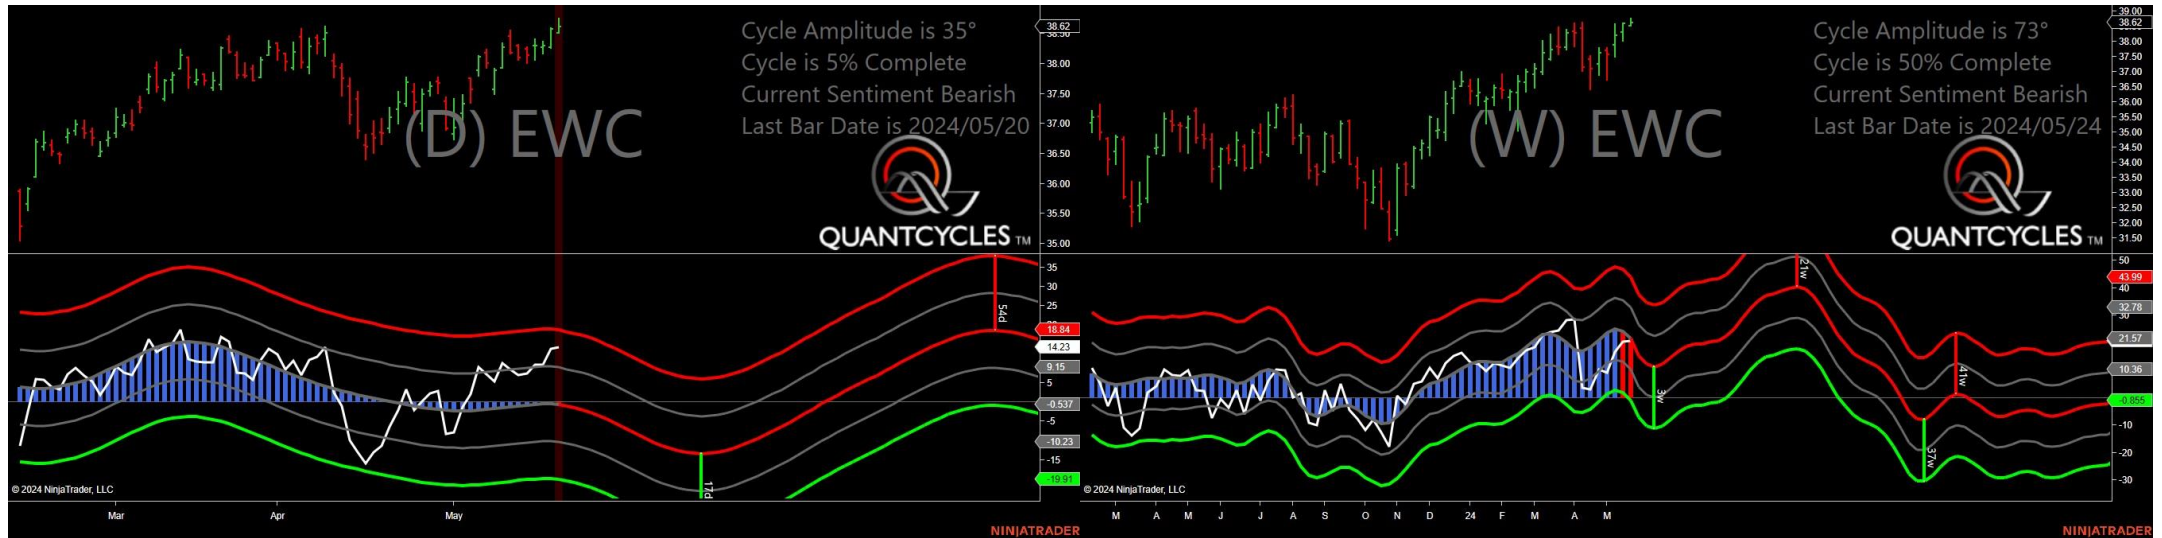 Cycle Amplitude is 35°
Cycle is 5% Complete
Current Sentiment Bearish
Last Bar Date is 2024/05/20
(D) EWC
QUANTCYCLES TM
38.62
38.50
38.00
37.50
37.00
36.50
36.00
35.50
35.00
35
30
25
18.84
14.23
9.15
5
-0.537
-5
-10.23
-15
-19.91
54d
17d
© 2024 NinjaTrader, LLC
Mar Apr May
NINJATRADER
Cycle Amplitude is 73°
Cycle is 50% Complete
Current Sentiment Bearish
Last Bar Date is 2024/05/24
(W) EWC
QUANTCYCLES TM
39.00
38.62
38.00
37.50
37.00
36.50
36.00
35.50
35.00
34.50
34.00
33.50
33.00
32.50
32.00
31.50
50
43.99
40
32.78
30
21.57
10.36
-0.855
-10
-20
-30
21w
3w
41w
37w
© 2024 NinjaTrader, LLC
M A M J J A S O N D 24 F M A M
NINJATRADER